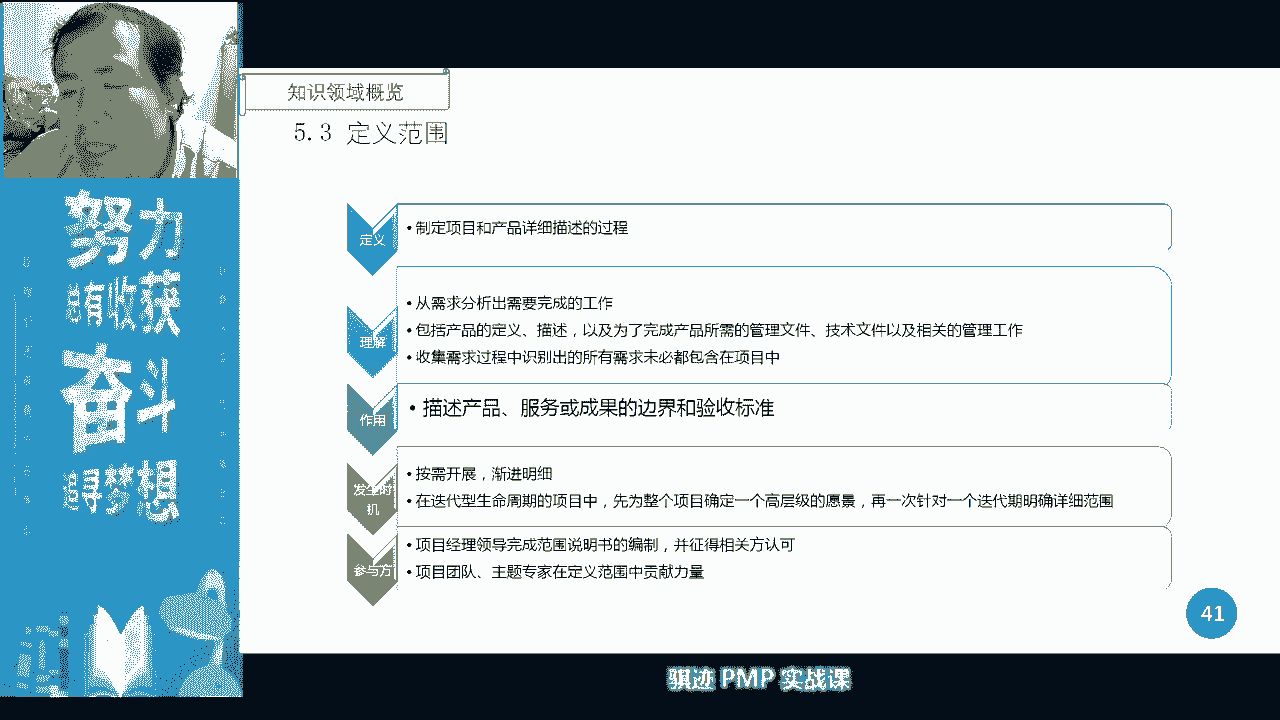 知识领域概览
5.3 定义范围
努力
总有收获
奋斗
追寻梦想
定义
•制定项目和产品详细描述的过程
理解
•从需求分析出需要完成的工作
•包括产品的定义、描述，以及为了完成产品所需的管理文件、技术文件以及相关的管理工作
•收集需求过程中识别出的所有需求未必都包含在项目中
作用
•描述产品、服务或成果的边界和验收标准
发生时
机
•按需开展，渐进明细
•在迭代型生命周期的项目中，先为整个项目确定一个高层级的愿景，再一次针对一个迭代期明确详细范围
参与方
•项目经理领导完成范围说明书的编制，并征得相关方认可
•项目团队、主题专家在定义范围中贡献力量
41
骐迹 PMP 实战课